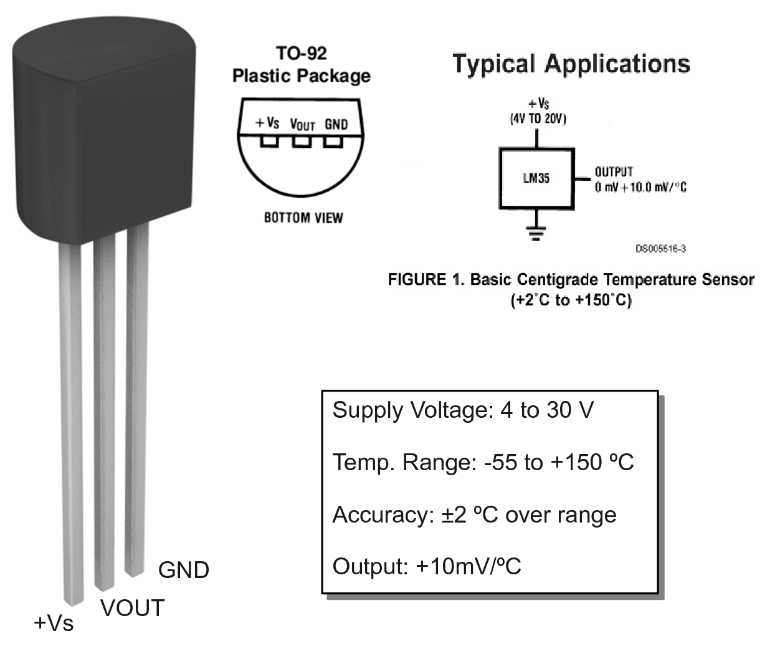 TO-92
Plastic Package
+Vs VOUT GND
BOTTOM VIEW
Typical Applications
+Vs
(4V TO 20V)
LM35
OUTPUT
0 mV + 10.0 mV/°C
DS005516-3
FIGURE 1. Basic Centigrade Temperature Sensor
(+2˚C to +150˚C)
Supply Voltage: 4 to 30 V
Temp. Range: -55 to +150 ºC
Accuracy: ±2 ºC over range
Output: +10mV/ºC
GND
VOUT
+Vs